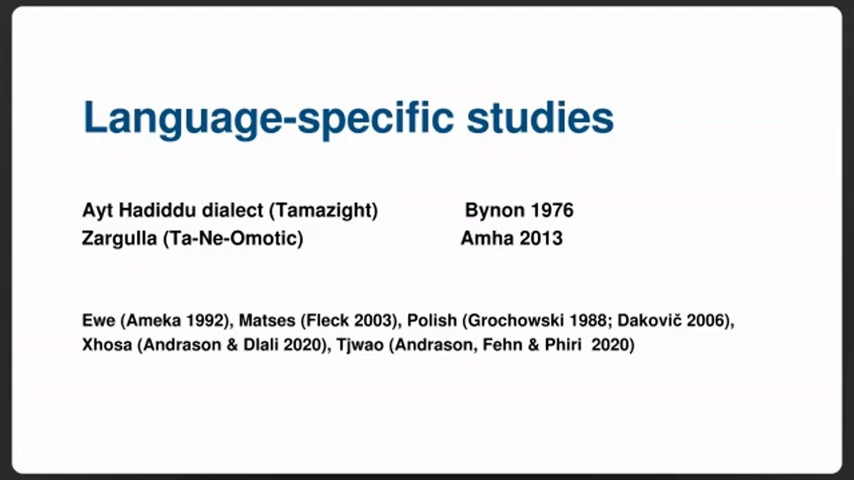 Language-specific studies
Ayt Hadiddu dialect (Tamazight) Bynon 1976
Zargulla (Ta-Ne-Omotic) Amha 2013
Ewe (Ameka 1992), Matses (Fleck 2003), Polish (Grochowski 1988; Dakovič 2006),
Xhosa (Andrason & Dlali 2020), Tjwao (Andrason, Fehn & Phiri 2020)